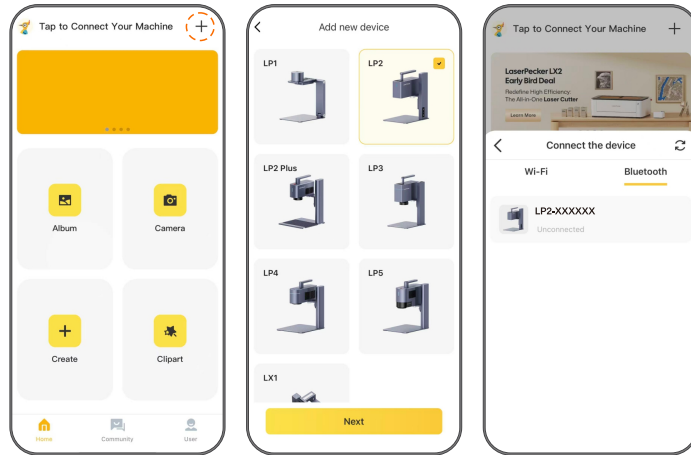 Tap to Connect Your Machine
Album
Camera
Create
Clipart
Home
Community
User
Add new device
LP1
LP2
LP2 Plus
LP3
LP4
LP5
LX1
Next
Tap to Connect Your Machine
LaserPecker LX2
Early Bird Deal
Redefine High Efficiency
The All-in-One Laser Cutter
Learn More
Connect the device
Wi-Fi
Bluetooth
LP2-XXXXXX
Unconnected